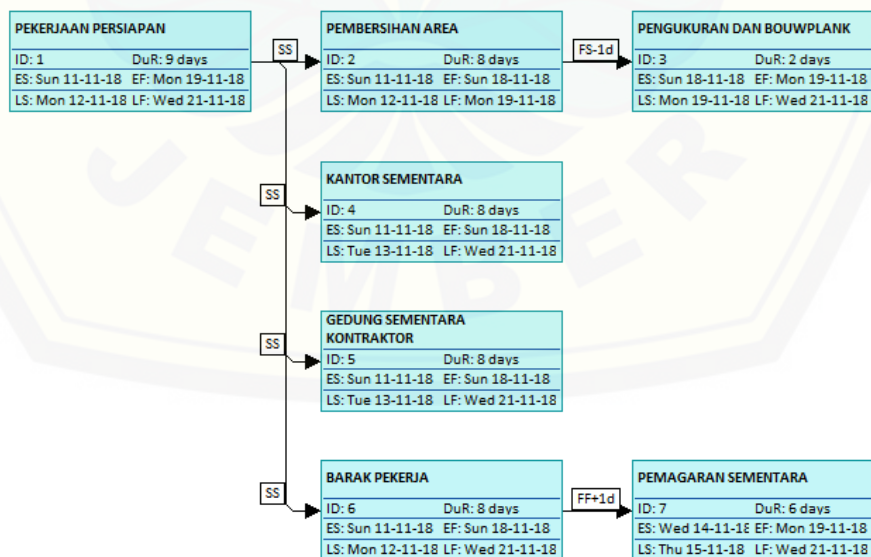 PEKERJAAN PERSIAPAN
ID: 1 DuR: 9 days
ES: Sun 11-11-18 EF: Mon 19-11-18
LS: Mon 12-11-18 LF: Wed 21-11-18
SS
PEMBERSIHAN AREA
ID: 2 DuR: 8 days
ES: Sun 11-11-18 EF: Sun 18-11-18
LS: Mon 12-11-18 LF: Mon 19-11-18
FS-1d
PENGUKURAN DAN BOUWPLANK
ID: 3 DuR: 2 days
ES: Sun 18-11-18 EF: Mon 19-11-18
LS: Mon 19-11-18 LF: Wed 21-11-18
SS
KANTOR SEMENTARA
ID: 4 DuR: 8 days
ES: Sun 11-11-18 EF: Sun 18-11-18
LS: Tue 13-11-18 LF: Wed 21-11-18
SS
GEDUNG SEMENTARA
KONTRAKTOR
ID: 5 DuR: 8 days
ES: Sun 11-11-18 EF: Sun 18-11-18
LS: Tue 13-11-18 LF: Wed 21-11-18
SS
BARAK PEKERJA
ID: 6 DuR: 8 days
ES: Sun 11-11-18 EF: Sun 18-11-18
LS: Mon 12-11-18 LF: Wed 21-11-18
FF+1d
PEMAGARAN SEMENTARA
ID: 7 DuR: 6 days
ES: Wed 14-11-18 EF: Mon 19-11-18
LS: Thu 15-11-18 LF: Wed 21-11-18
JEMBER